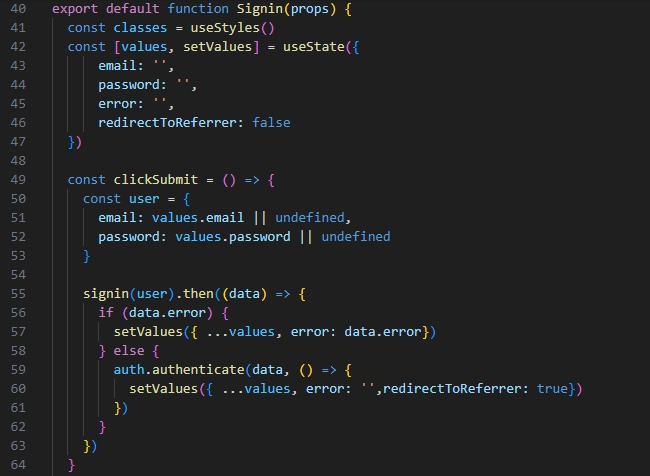 40 export default function Signin(props) {
41 const classes = useStyles()
42 const [values, setValues] = useState({
43 email: '',
44 password: '',
45 error: '',
46 redirectToReferrer: false
47 })
48
49 const clickSubmit = () => {
50 const user = {
51 email: values.email || undefined,
52 password: values.password || undefined
53 }
54
55 signin(user).then((data) => {
56 if (data.error) {
57 setValues({ ...values, error: data.error})
58 } else {
59 auth.authenticate(data, () => {
60 setValues({ ...values, error: '',redirectToReferrer: true})
61 })
62 }
63 })
64 }